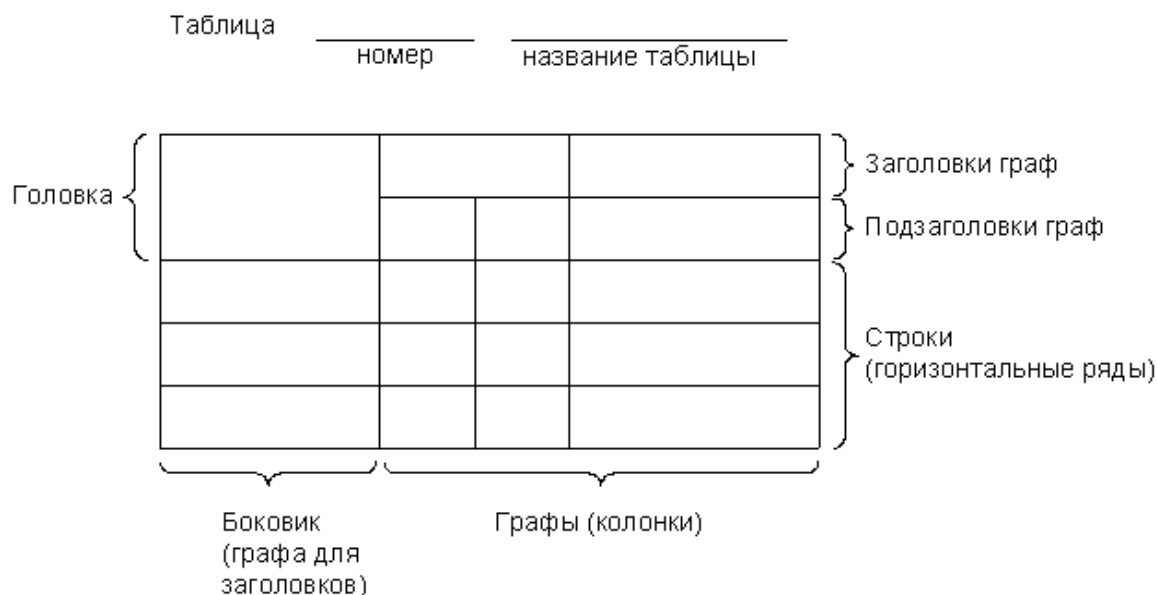 Таблица
номер
название таблицы
Заголовки граф
Головка
Подзаголовки граф
Строки
(горизонтальные ряды)
Боковик
(графа для
заголовков)
Графы (колонки)